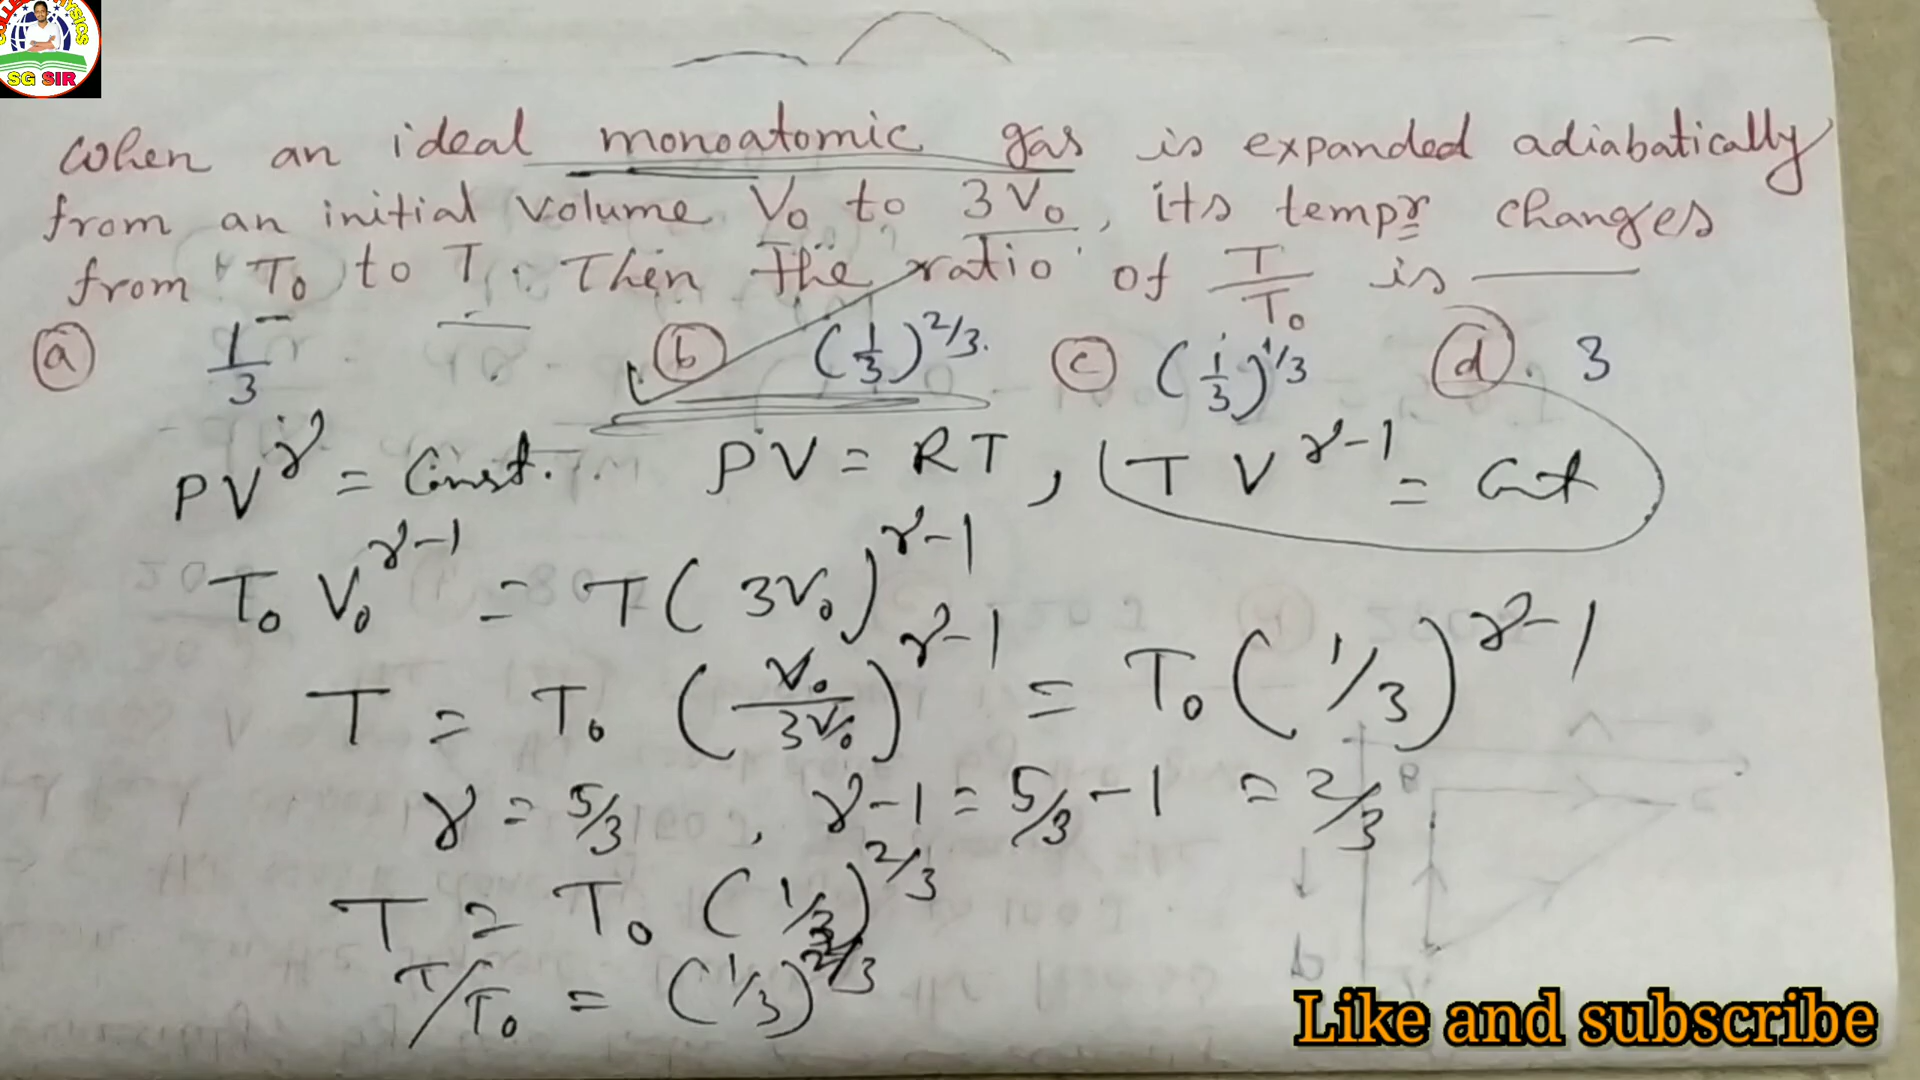 SG SIR
When an ideal monoatomic gas is expanded adiabatically
from an initial volume V₀ to 3V₀, its tempr changes
from T₀ to T. Then the ratio of T/T₀ is ———
(a) 1/3 (b) (1/3)^2/3. (c) (1/3)^1/3 (d). 3
PV^γ = Const. PV = RT, TV^γ-1 = Cnt
T₀ V₀^γ-1 = T(3V₀)^γ-1
T = T₀ (V₀/3V₀)^γ-1 = T₀(1/3)^γ-1
γ = 5/3, γ-1 = 5/3-1 = 2/3
T = T₀ (1/3)^2/3
T/T₀ = (1/3)^2/3
Like and subscribe